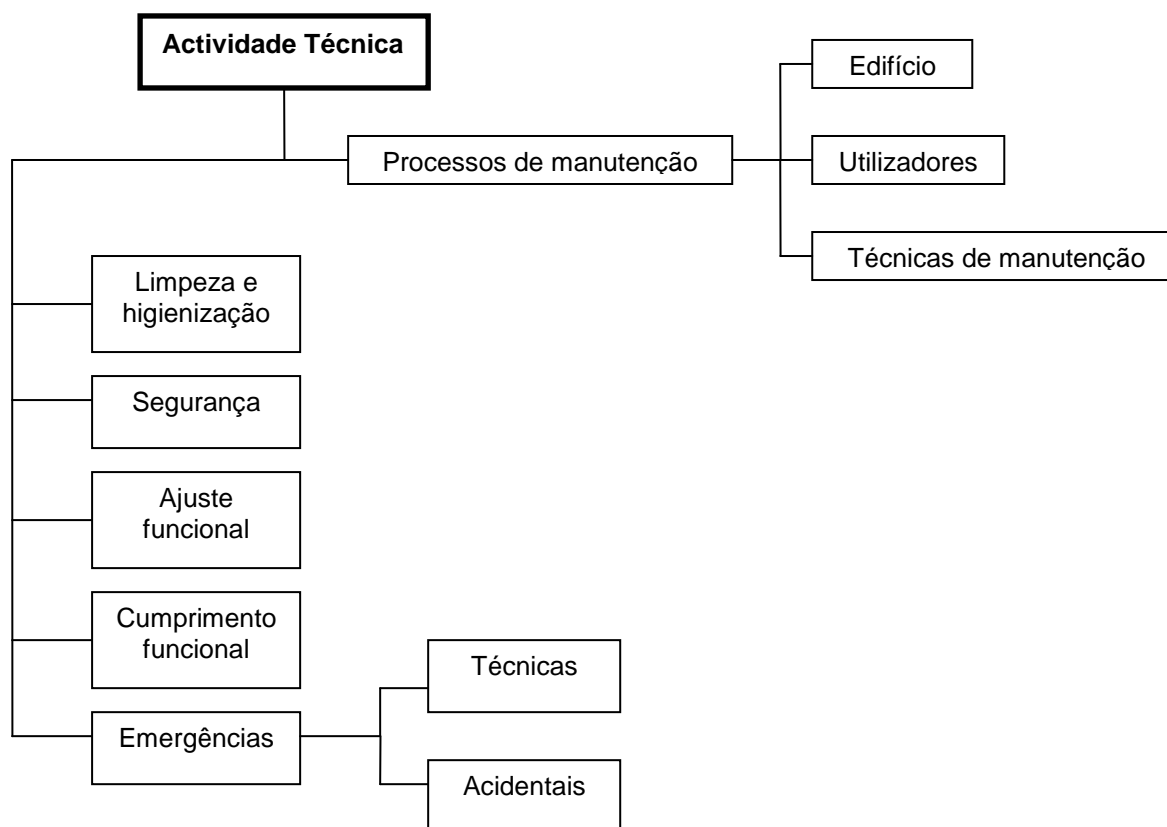 Actividade Técnica
Edifício
Processos de manutenção
Utilizadores
Técnicas de manutenção
Limpeza e
higienização
Segurança
Ajuste
funcional
Cumprimento
funcional
Técnicas
Emergências
Acidentais